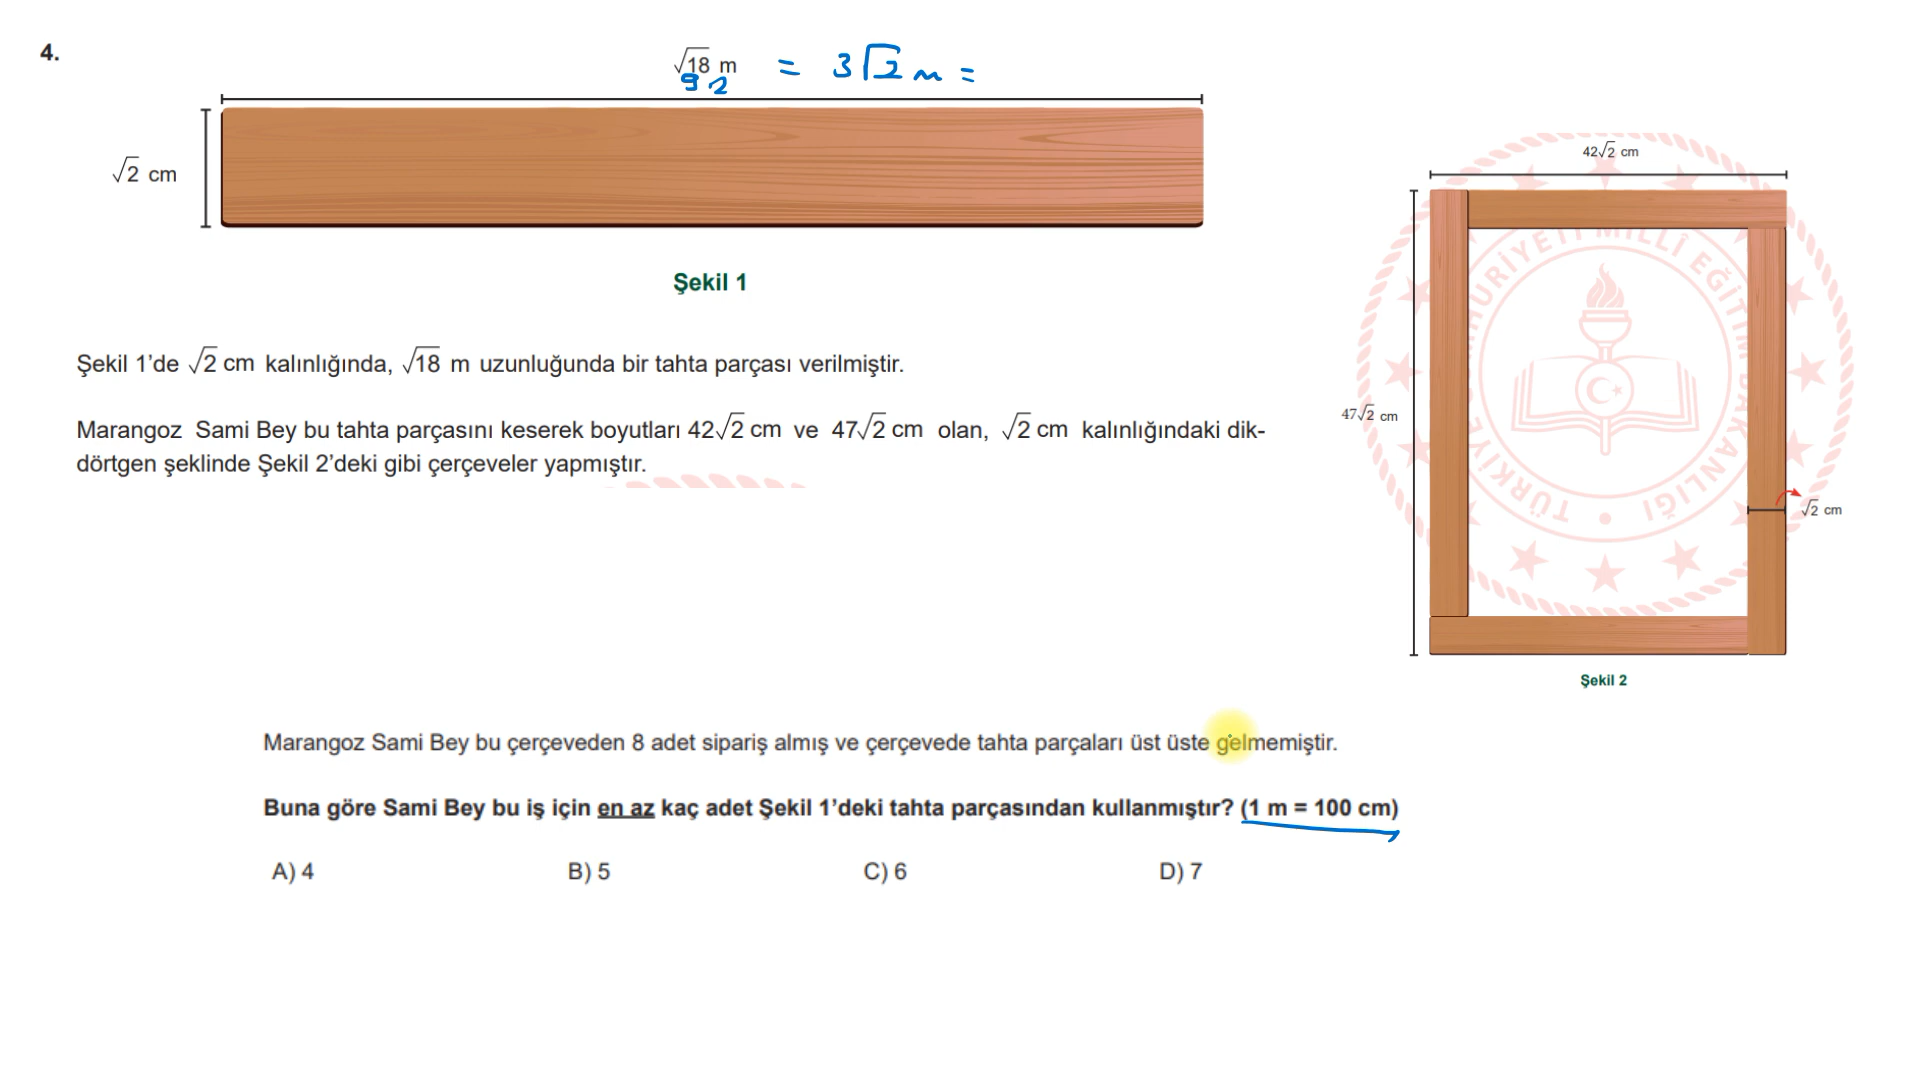 4.
√18 m = 3√2 m =
9 2
√2 cm
Şekil 1
42√2 cm
47√2 cm
√2 cm
Şekil 2
Şekil 1’de √2 cm kalınlığında, √18 m uzunluğunda bir tahta parçası verilmiştir.
Marangoz Sami Bey bu tahta parçasını keserek boyutları 42√2 cm ve 47√2 cm olan, √2 cm kalınlığındaki dik-
dörtgen şeklinde Şekil 2’deki gibi çerçeveler yapmıştır.
Marangoz Sami Bey bu çerçeveden 8 adet sipariş almış ve çerçevede tahta parçaları üst üste gelmemiştir.
Buna göre Sami Bey bu iş için en az kaç adet Şekil 1’deki tahta parçasından kullanmıştır? (1 m = 100 cm)
A) 4 B) 5 C) 6 D) 7